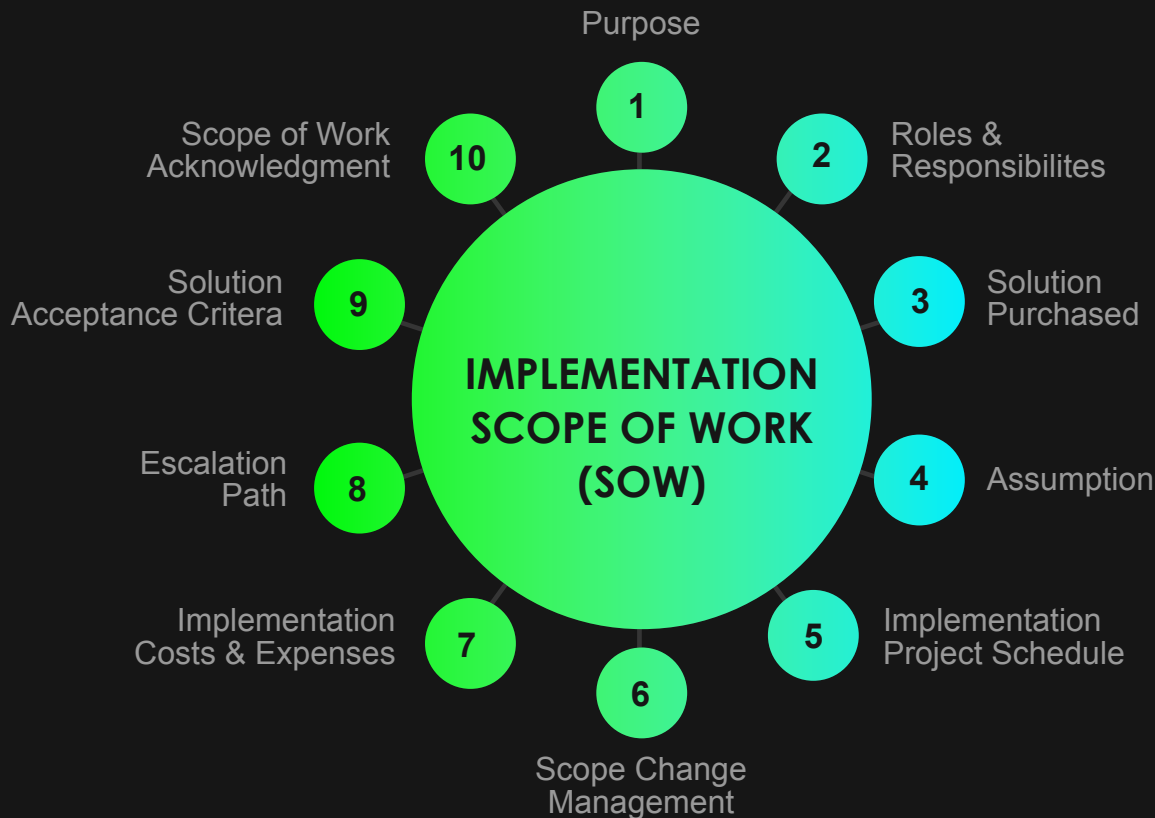 Purpose
1
2
Roles &
Responsibilites
3
Solution
Purchased
4
Assumption
5
Implementation
Project Schedule
6
Scope Change
Management
7
Implementation
Costs & Expenses
8
Escalation
Path
9
Solution
Acceptance Critera
10
Scope of Work
Acknowledgment
IMPLEMENTATION
SCOPE OF WORK
(SOW)